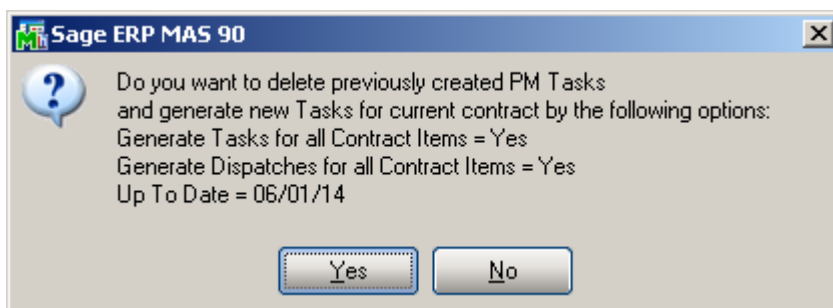 Sage ERP MAS 90
Do you want to delete previously created PM Tasks
and generate new Tasks for current contract by the following options:
Generate Tasks for all Contract Items = Yes
Generate Dispatches for all Contract Items = Yes
Up To Date = 06/01/14
Yes No